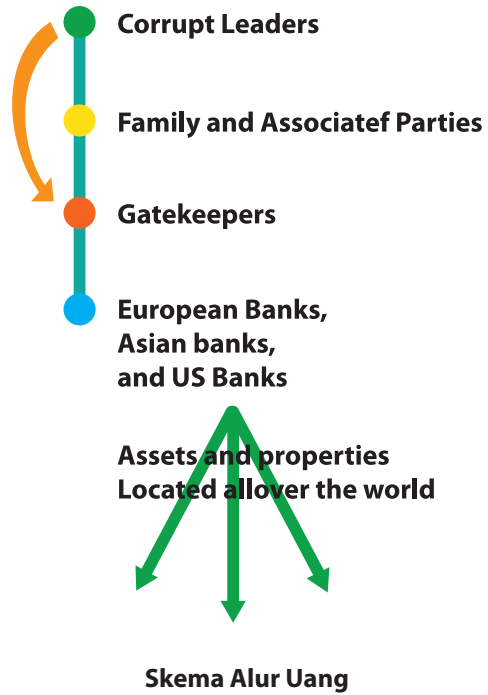 Corrupt Leaders
Family and Associatef Parties
Gatekeepers
European Banks,
Asian banks,
and US Banks
Assets and properties
Located allover the world
Skema Alur Uang